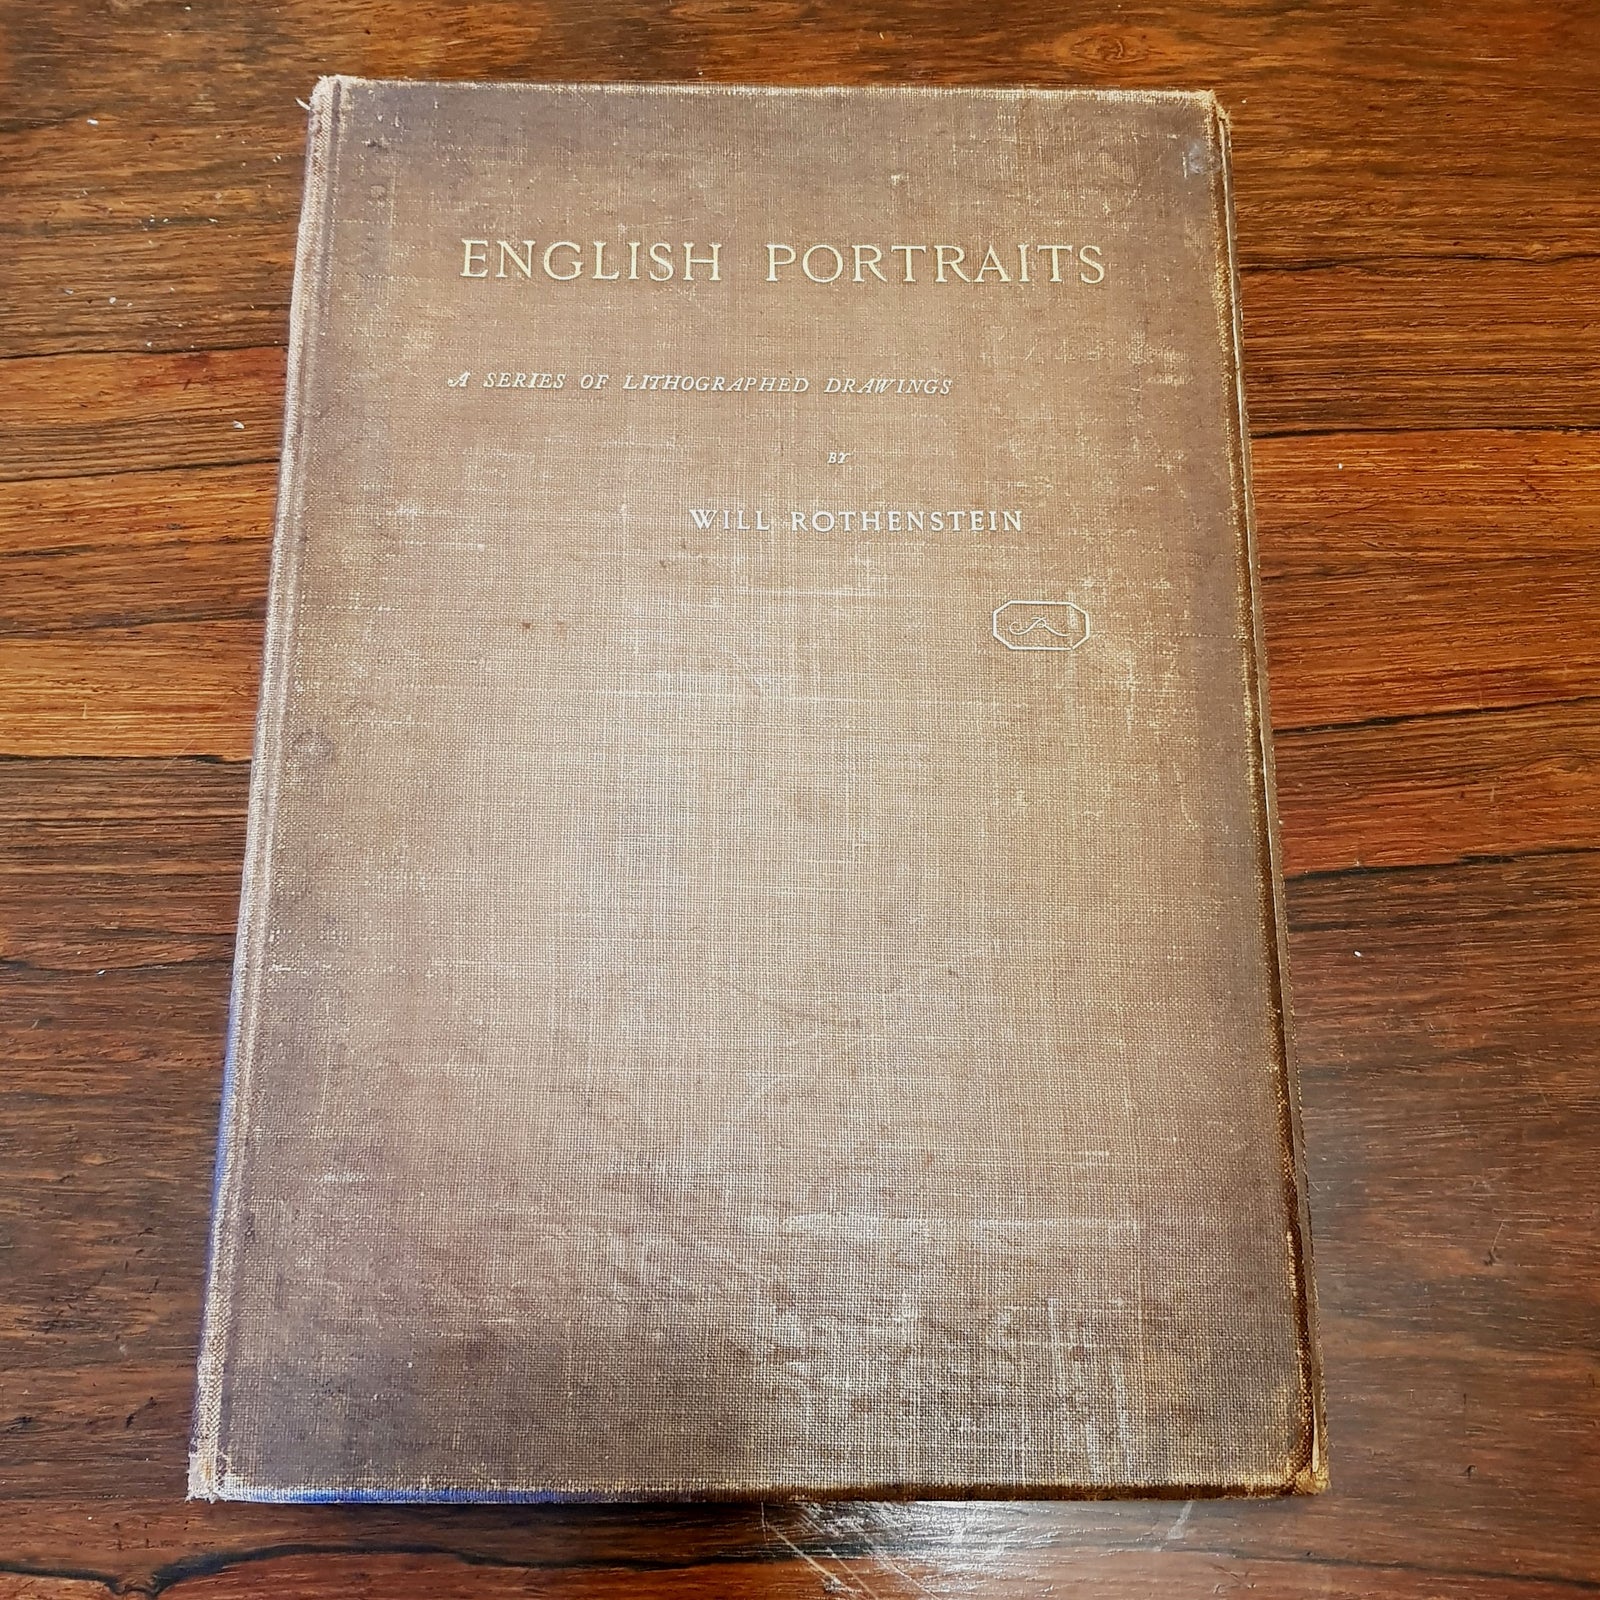 ENGLISH PORTRAITS
A SERIES OF LITHOGRAPHED DRAWINGS
BY
WILL ROTHENSTEIN